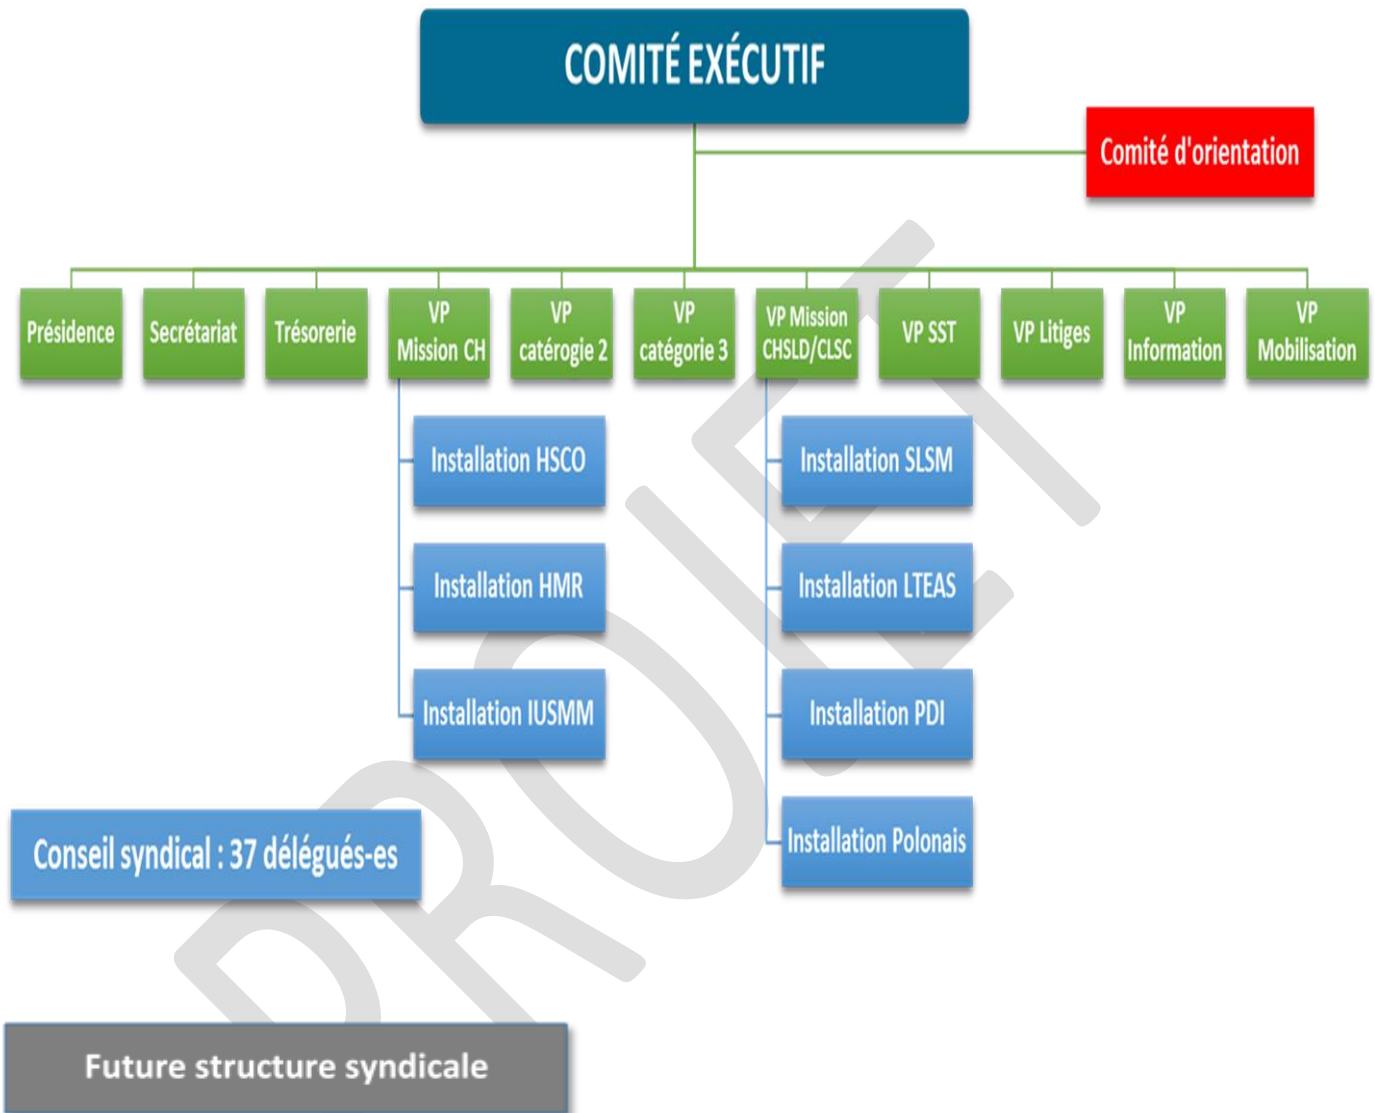 COMITÉ EXÉCUTIF
Comité d'orientation
Présidence
Secrétariat
Trésorerie
VP
Mission CH
VP
catérogie 2
VP
catégorie 3
VP Mission
CHSLD/CLSC
VP SST
VP Litiges
VP
Information
VP
Mobilisation
Installation HSCO
Installation HMR
Installation IUSMM
Installation SLSM
Installation LTEAS
Installation PDI
Installation Polonais
Conseil syndical : 37 délégués-es
Future structure syndicale
PROJET